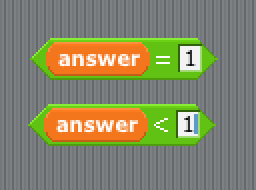 answer = 1
answer < 1